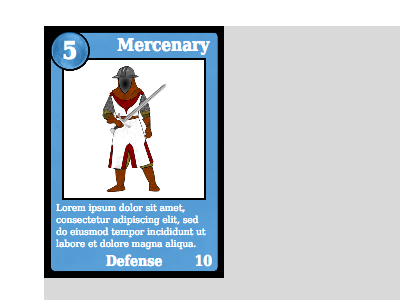 5
Mercenary
Lorem ipsum dolor sit amet,
consectetur adipiscing elit, sed
do eiusmod tempor incididunt ut
labore et dolore magna aliqua.
Defense 10